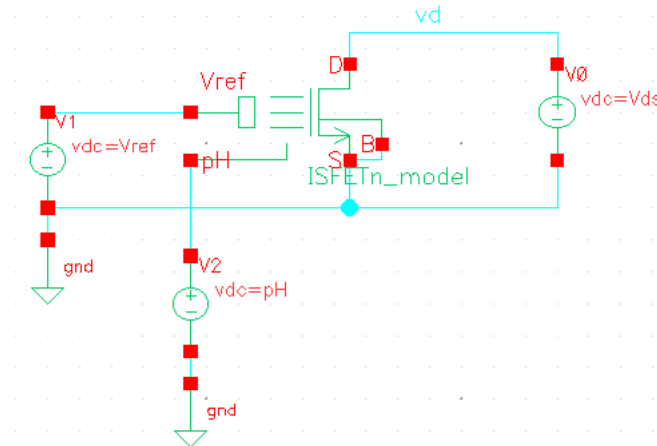 vd
D
V0
Vref
vdc=Vds
V1
vdc=Vref
B
pH
S
ISFETn_model
V2
gnd
vdc=pH
gnd